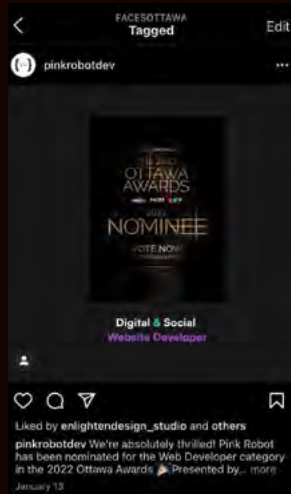 FACESOTTAWA
Tagged
Edit
pinkrobotdev
OTTAWA
AWARDS
2022
NOMINEE
VOTE NOW
Digital & Social
Website Developer
Liked by enlightendesign_studio and others
pinkrobotdev We're absolutely thrilled! Pink Robot
has been nominated for the Web Developer category
in the 2022 Ottawa Awards 🎉Presented by... more
January 13